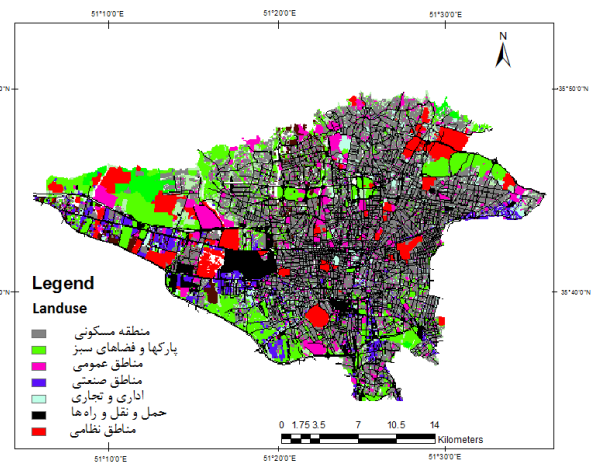 51°10'0"E 51°20'0"E 51°30'0"E
N
0"N 35°50'0"N
Legend
Landuse
0"N 35°40'0"N
منطقه مسکونی
پارکها و فضاهای سبز
مناطق عمومی
مناطق صنعتی
اداری و تجاری
حمل و نقل و راه ها
مناطق نظامی
0 1.75 3.5 7 10.5 14
Kilometers
51°10'0"E 51°20'0"E 51°30'0"E